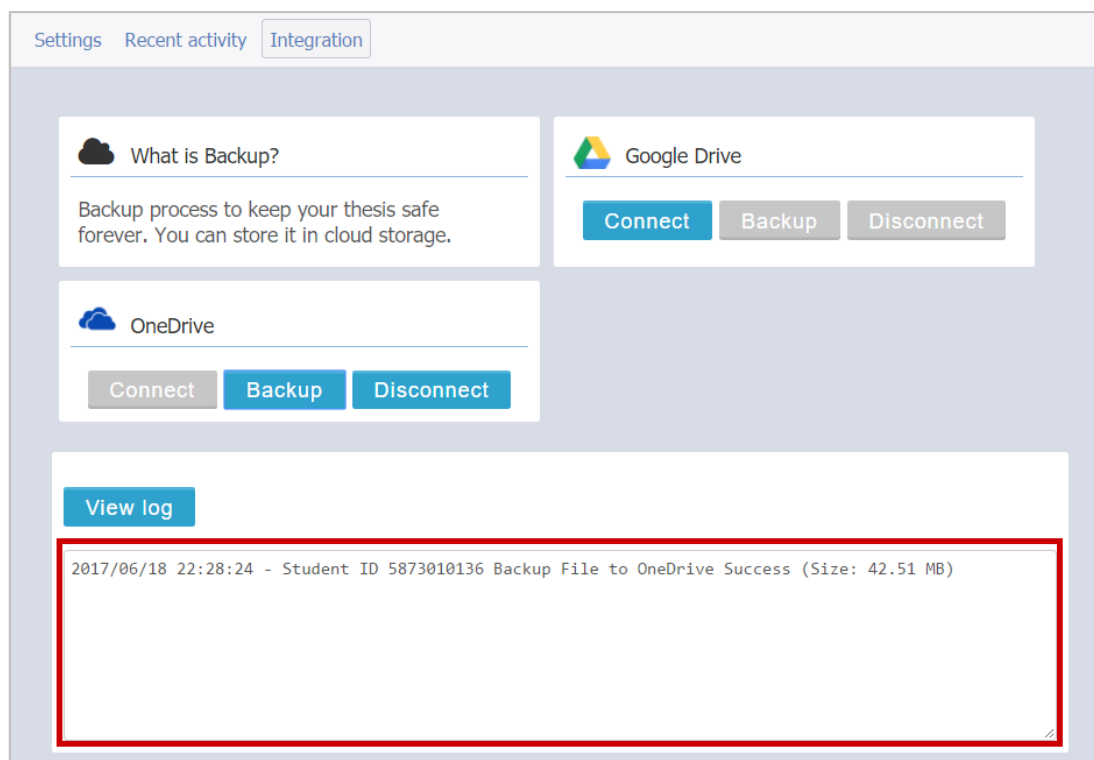 Settings Recent activity Integration
What is Backup?
Backup process to keep your thesis safe
forever. You can store it in cloud storage.
Google Drive
Connect Backup Disconnect
OneDrive
Connect Backup Disconnect
View log
2017/06/18 22:28:24 - Student ID 5873010136 Backup File to OneDrive Success (Size: 42.51 MB)